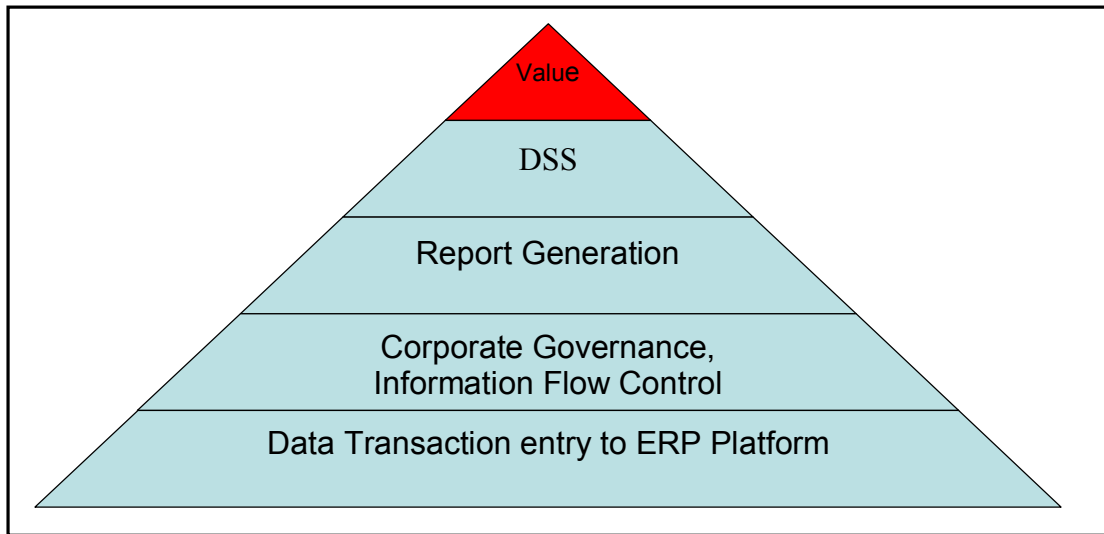 Value
DSS
Report Generation
Corporate Governance,
Information Flow Control
Data Transaction entry to ERP Platform